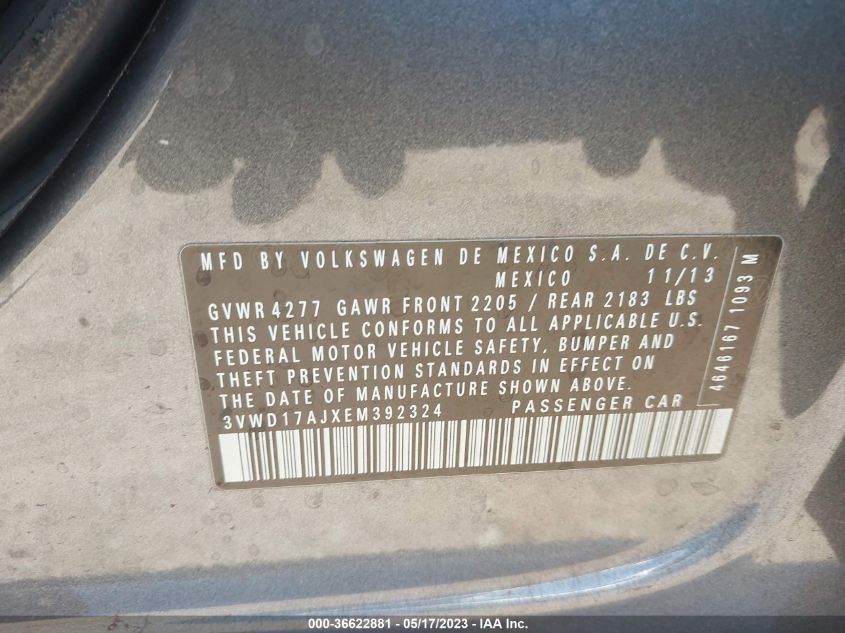 MFD BY VOLKSWAGEN DE MEXICO S.A. DE C.V.
MEXICO 11/13
GVWR 4277 GAWR FRONT 2205 / REAR 2183 LBS
THIS VEHICLE CONFORMS TO ALL APPLICABLE U.S.
FEDERAL MOTOR VEHICLE SAFETY, BUMPER AND
THEFT PREVENTION STANDARDS IN EFFECT ON
THE DATE OF MANUFACTURE SHOWN ABOVE.
3VWD17AJXEM392324 PASSENGER CAR
4646167 1093 M
000-36622881 - 05/17/2023 - IAA Inc.